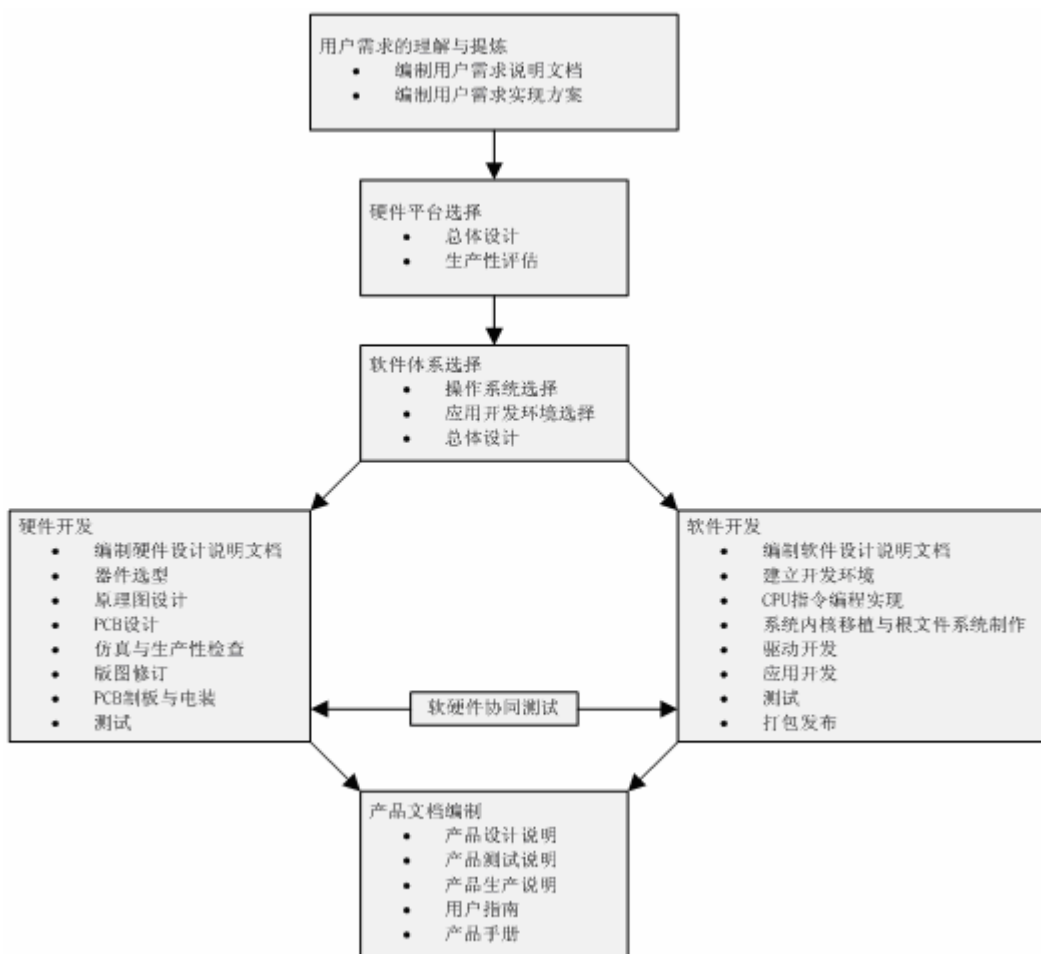 用户需求的理解与提炼
• 编制用户需求说明文档
• 编制用户需求实现方案
硬件平台选择
• 总体设计
• 生产性评估
软件体系选择
• 操作系统选择
• 应用开发环境选择
• 总体设计
硬件开发
• 编制硬件设计说明文档
• 器件选型
• 原理图设计
• PCB设计
• 仿真与生产性检查
• 版图修订
• PCB制板与电装
• 测试
软硬件协同测试
软件开发
• 编制软件设计说明文档
• 建立开发环境
• CPU指令编程实现
• 系统内核移植与根文件系统制作
• 驱动开发
• 应用开发
• 测试
• 打包发布
产品文档编制
• 产品设计说明
• 产品测试说明
• 产品生产说明
• 用户指南
• 产品手册